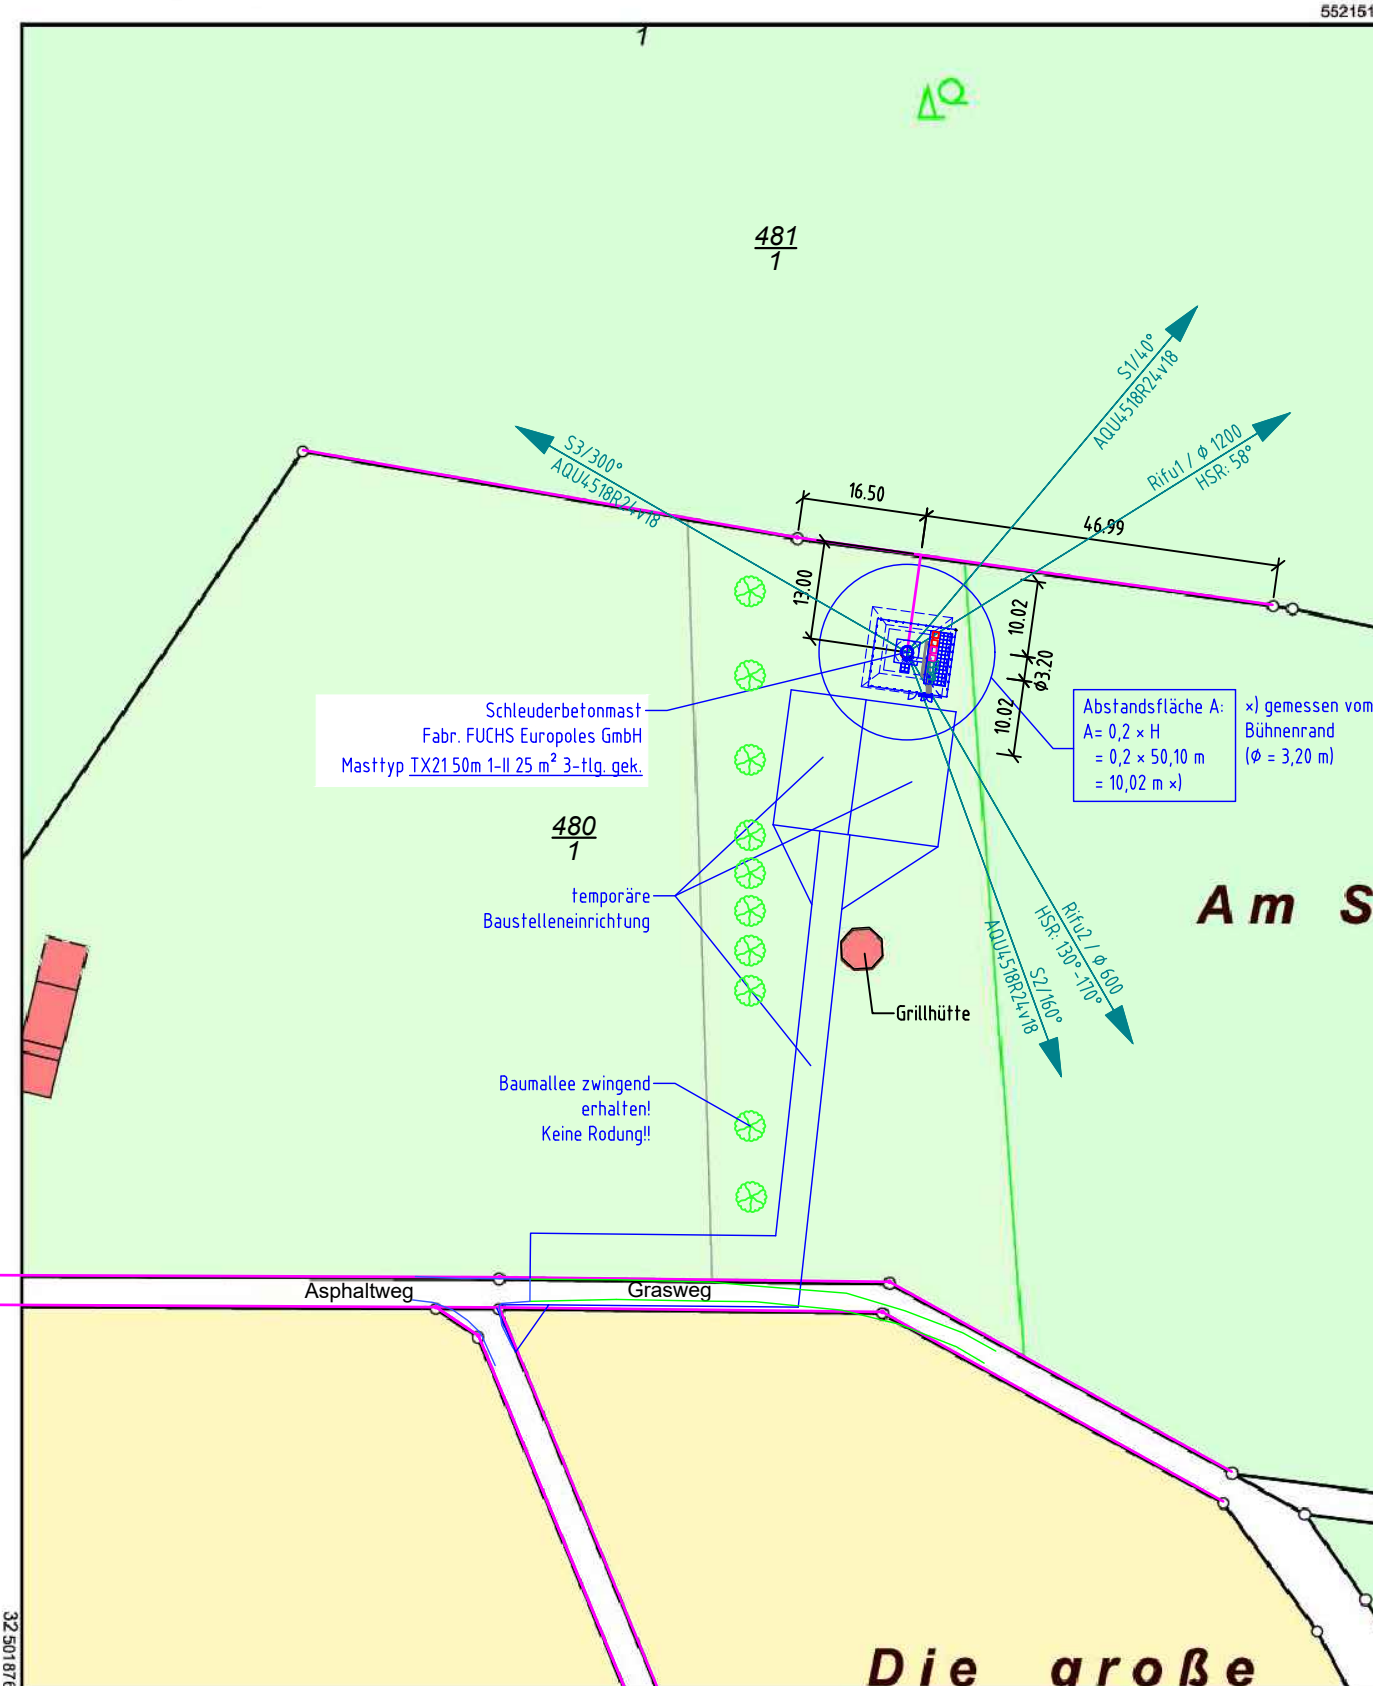 552151
1
481
1
S1/40°
AQU4518R24v18
Rifu1 / ϕ 1200
HSR: 58°
S3/300°
AQU4518R24v18
16.50
46.99
13.00
10.02
ϕ3.20
10.02
Schleuderbetonmast
Fabr. FUCHS Europoles GmbH
Masttyp TX21 50m 1-II 25 m² 3-tlg. gek.
Abstandsfläche A:
A= 0,2 × H
= 0,2 × 50,10 m
= 10,02 m ×)
×) gemessen vom
Bühnenrand
(ϕ = 3,20 m)
480
1
temporäre
Baustelleneinrichtung
Am S
Rifu2 / ϕ 600
HSR: 130°-170°
S2/160°
AQU4518R24v18
Grillhütte
Baumallee zwingend
erhalten!
Keine Rodung!!
Asphaltweg
Grasweg
32501876
Die große